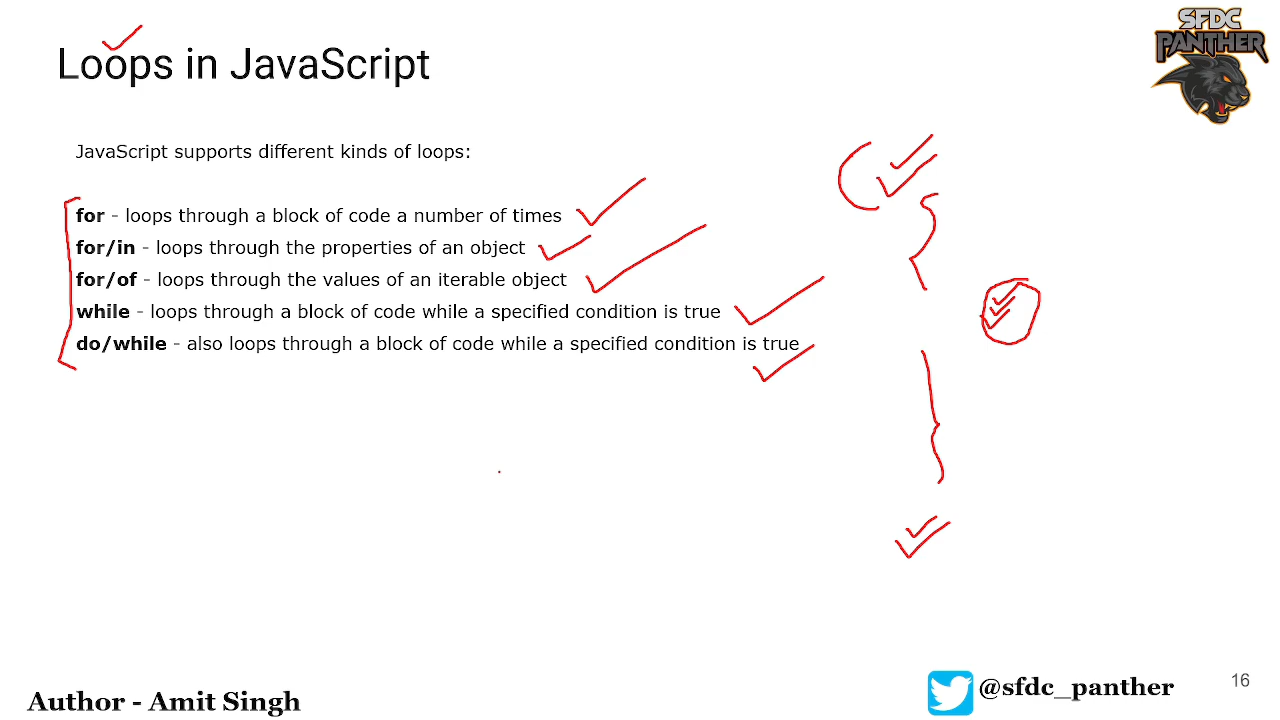 SFDC
PANTHER
Loops in JavaScript
JavaScript supports different kinds of loops:
for - loops through a block of code a number of times
for/in - loops through the properties of an object
for/of - loops through the values of an iterable object
while - loops through a block of code while a specified condition is true
do/while - also loops through a block of code while a specified condition is true
Author - Amit Singh
@sfdc_panther
16